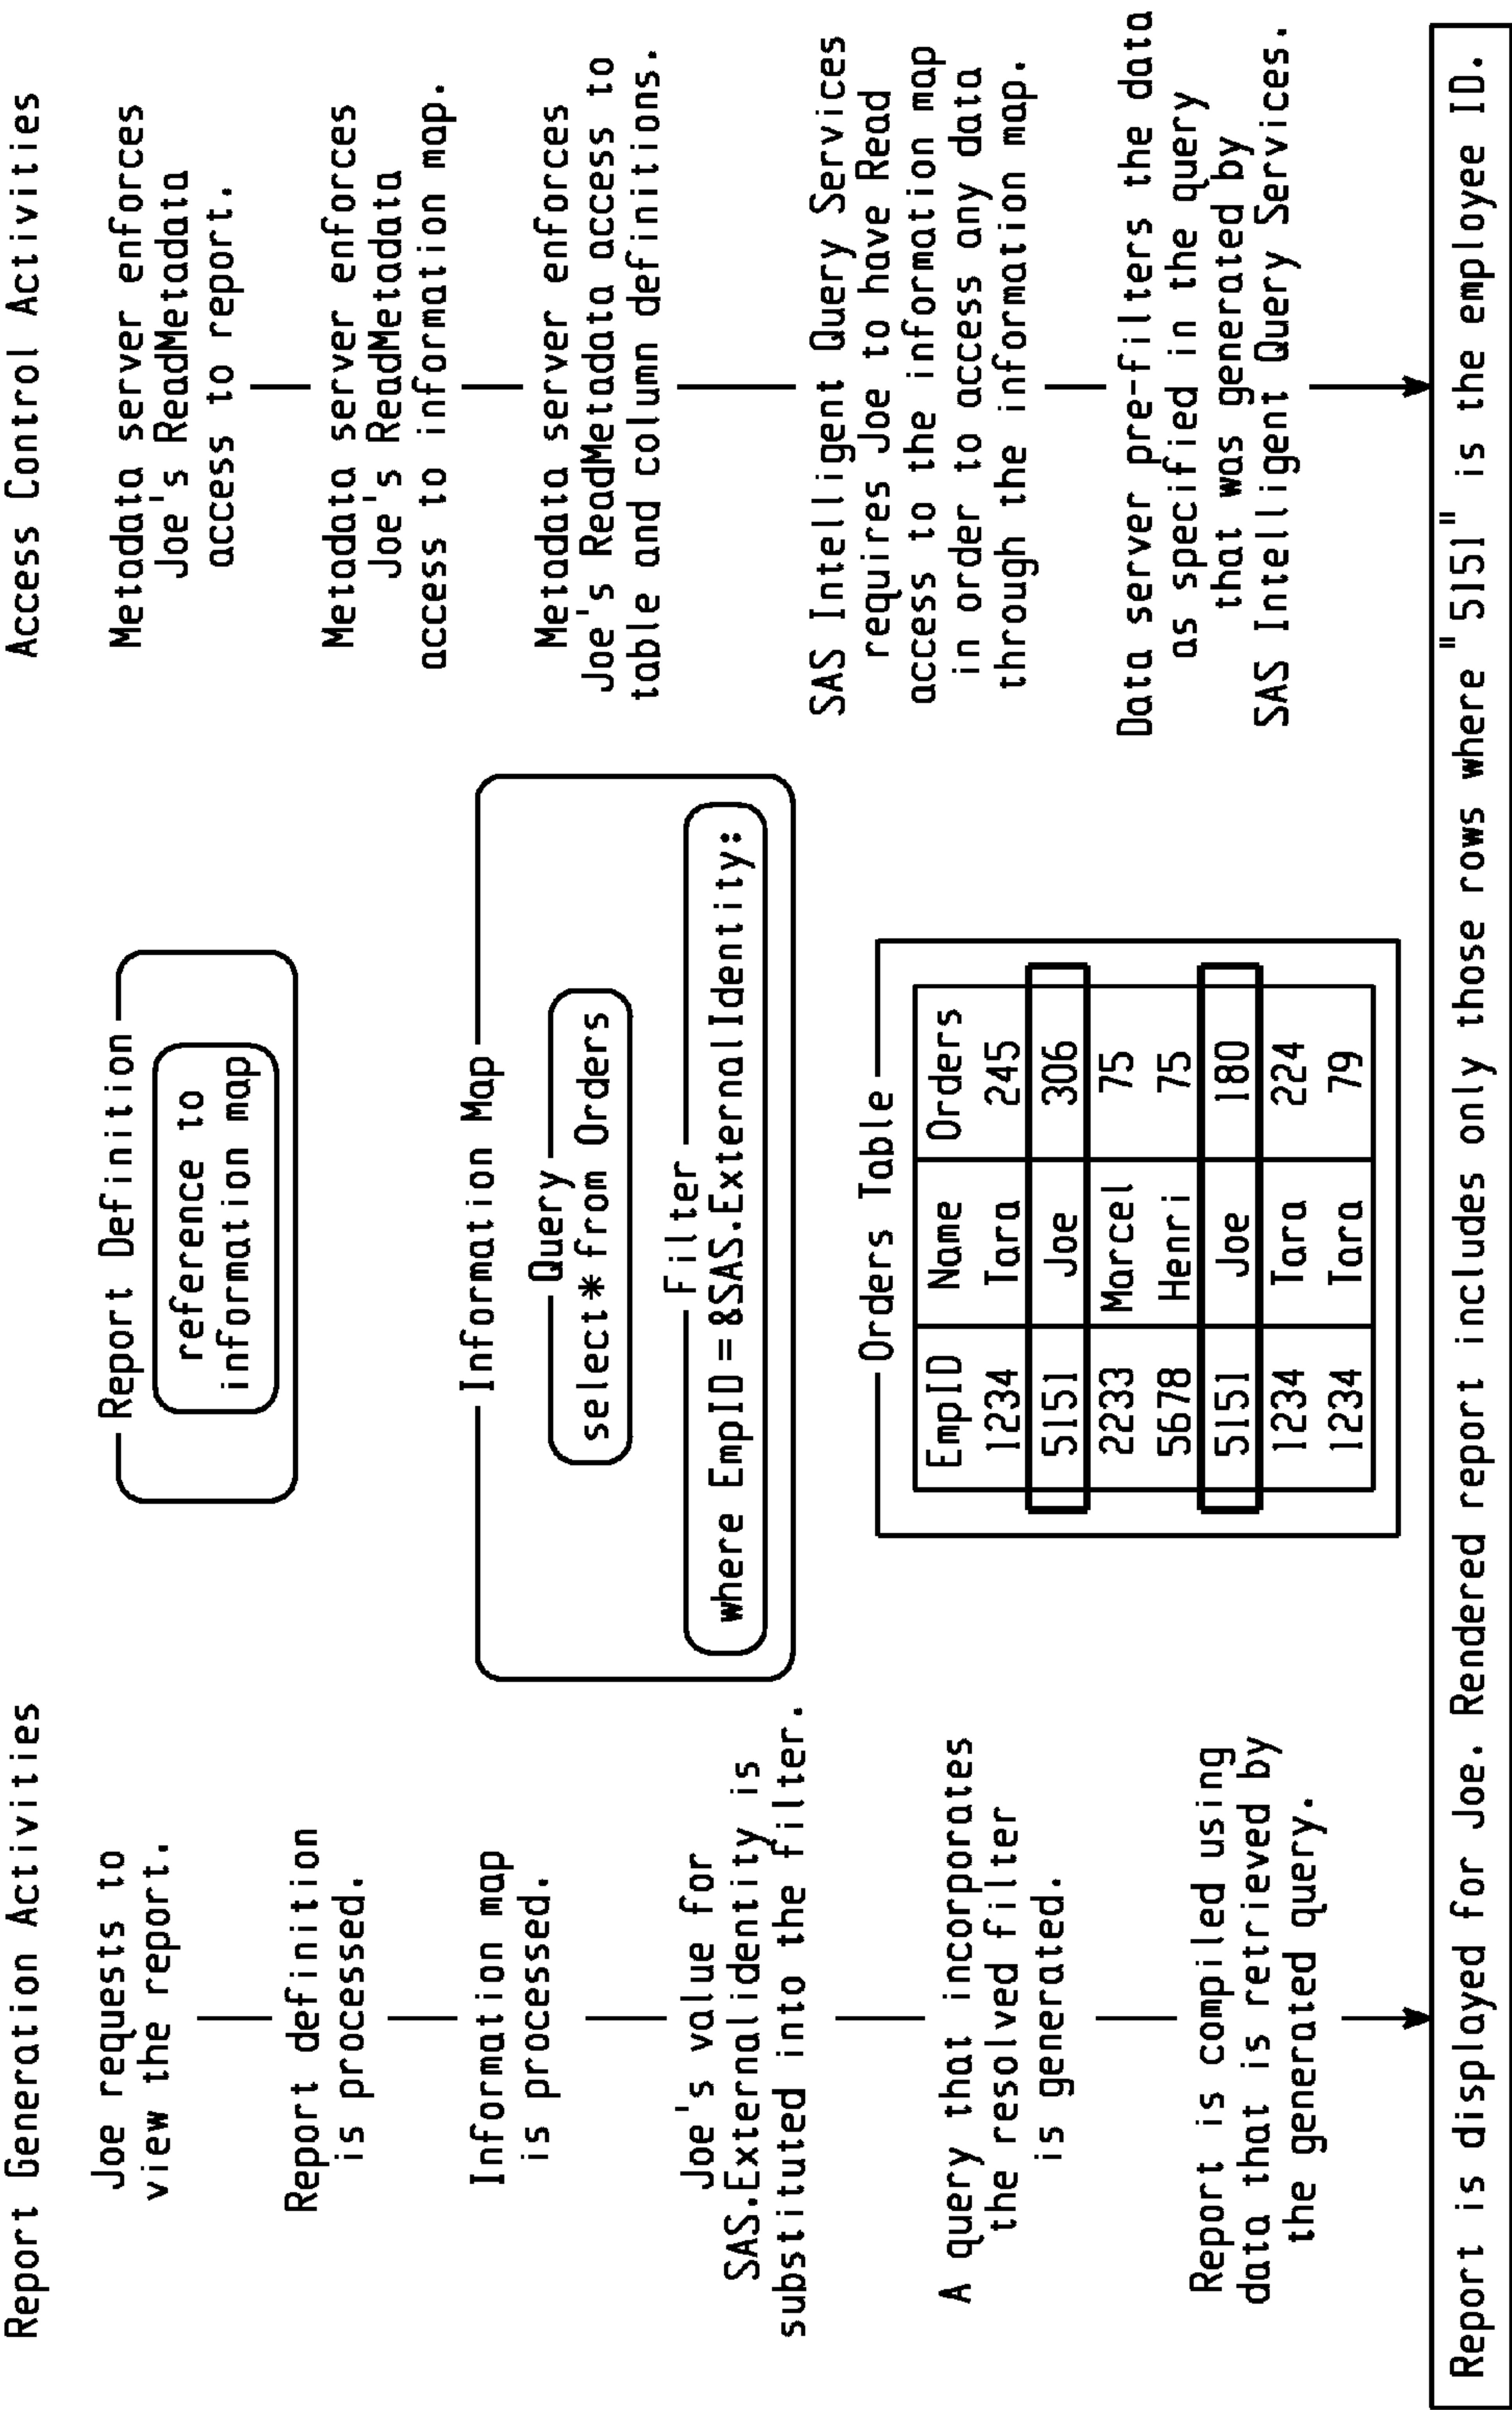 Report Generation Activities
Joe requests to
view the report.
Report definition
is processed.
Information map
is processed.
Joe's value for
SAS.Externalidentity is
substituted into the filter.
A query that incorporates
the resolved filter
is generated.
Report is compiled using
data that is retrieved by
the generated query.
Report Definition
reference to
information map
Information Map
Query
select * from Orders
Filter
where EmpID = &SAS.ExternalIdentity:
Orders Table
EmpID Name Orders
1234 Tara 245
5151 Joe 306
2233 Marcel 75
5678 Henri 75
5151 Joe 180
1234 Tara 224
1234 Tara 79
Access Control Activities
Metadata server enforces
Joe's ReadMetadata
access to report.
Metadata server enforces
Joe's ReadMetadata
access to information map.
Metadata server enforces
Joe's ReadMetadata access to
table and column definitions.
SAS Intelligent Query Services
requires Joe to have Read
access to the information map
in order to access any data
through the information map.
Data server pre-filters the data
as specified in the query
that was generated by
SAS Intelligent Query Services.
Report is displayed for Joe. Rendered report includes only those rows where "5151" is the employee ID.